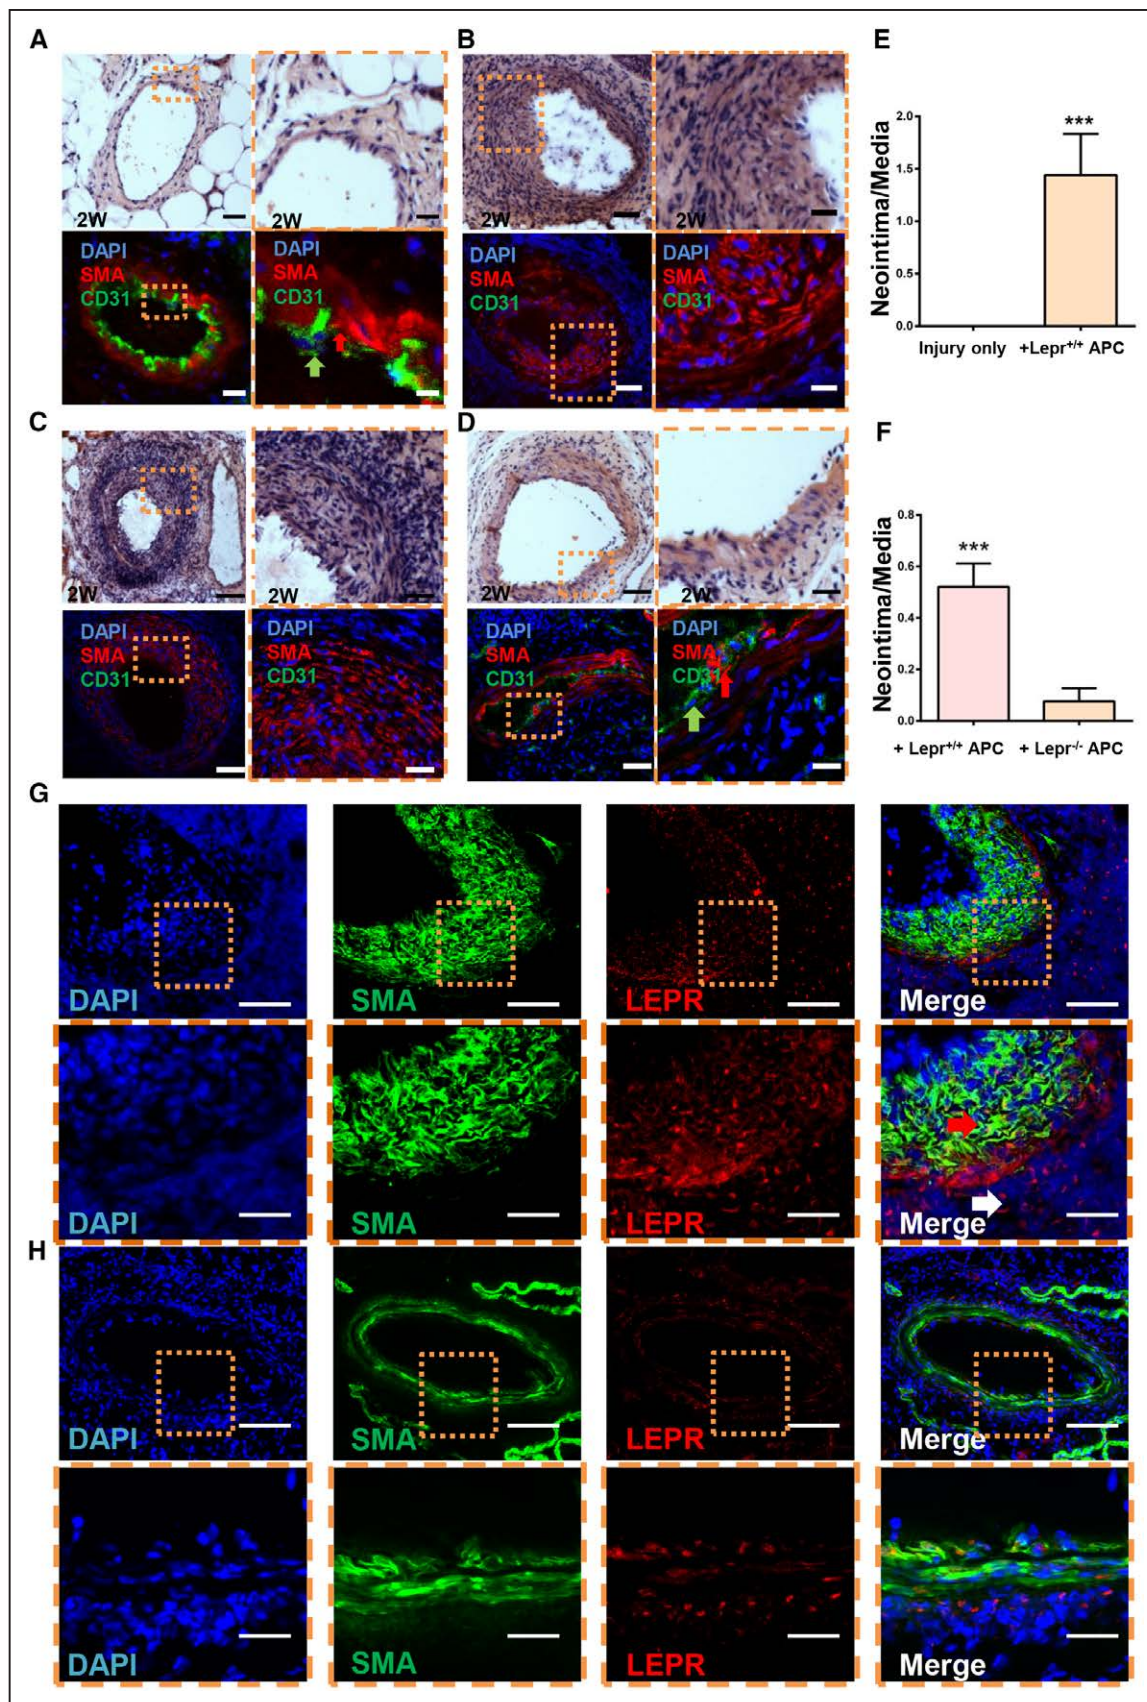 A
B
E
2W
2W
2W
2W
DAPI
SMA
CD31
DAPI
SMA
CD31
DAPI
SMA
CD31
DAPI
SMA
CD31
Neointima/Media
2.0
1.5
1.0
0.5
0.0
***
Injury only
+Lepr+/+ APC
C
D
F
2W
2W
2W
2W
DAPI
SMA
CD31
DAPI
SMA
CD31
DAPI
SMA
CD31
DAPI
SMA
CD31
Neointima/Media
0.8
0.6
0.4
0.2
0.0
***
+ Lepr+/+ APC
+ Lepr-/- APC
G
DAPI
SMA
LEPR
Merge
DAPI
SMA
LEPR
Merge
H
DAPI
SMA
LEPR
Merge
DAPI
SMA
LEPR
Merge